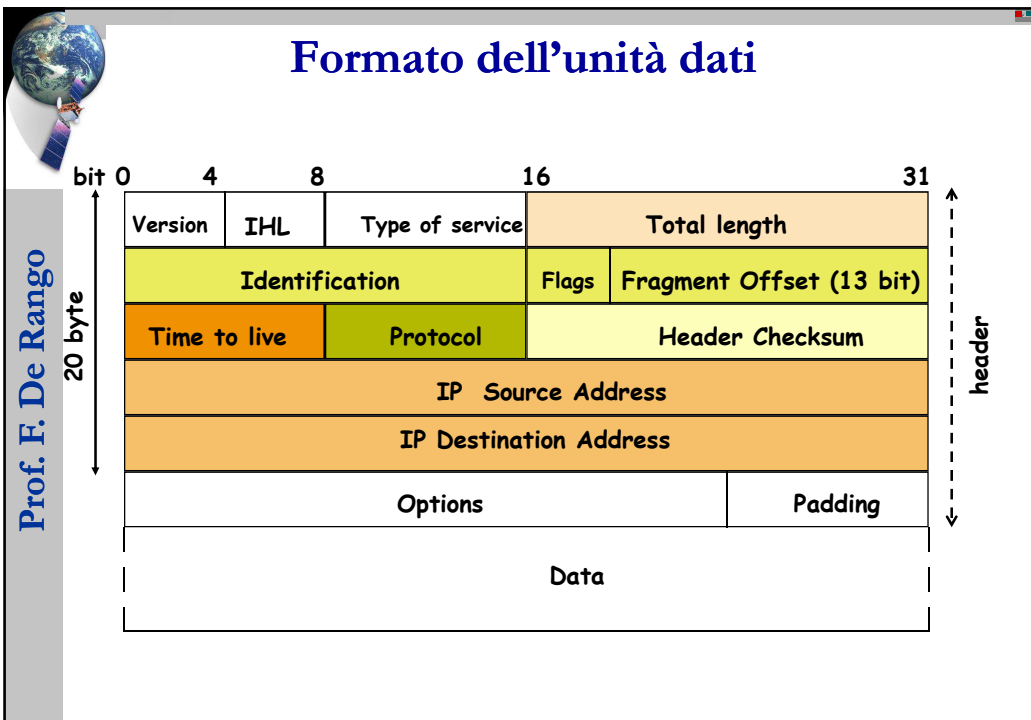 Formato dell'unità dati
bit 0 4 8 16 31
Version IHL Type of service Total length
Identification Flags Fragment Offset (13 bit)
Time to live Protocol Header Checksum
IP Source Address
IP Destination Address
Options Padding
Data
20 byte
header
Prof. F. De Rango